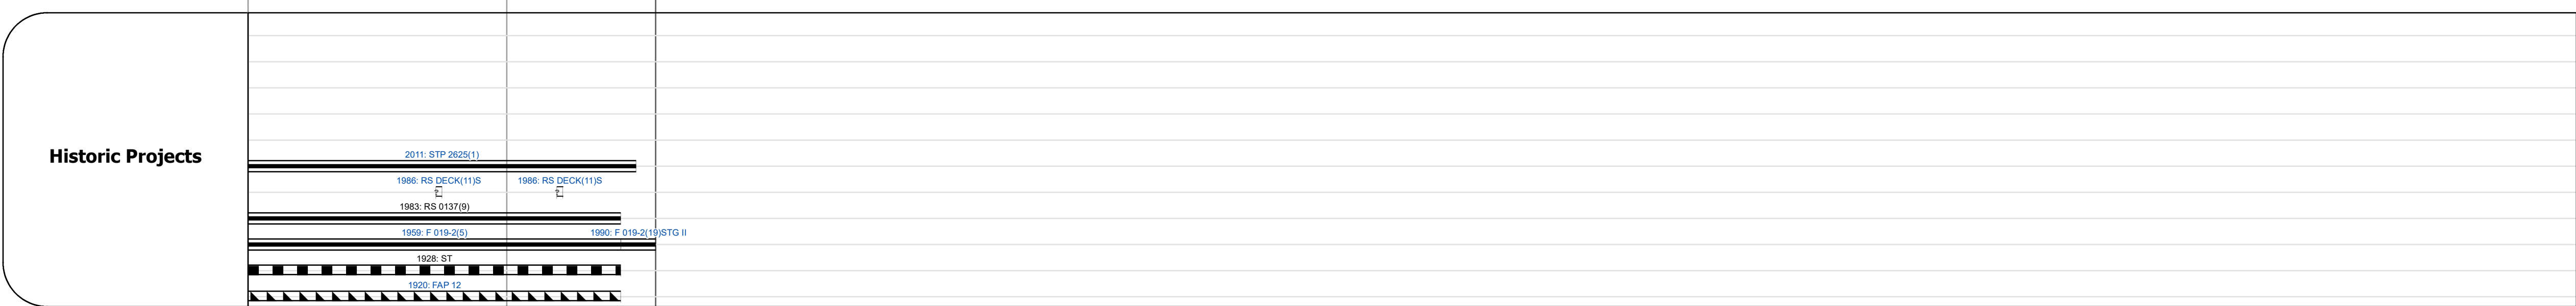 Historic Projects
2011: STP 2625(1)
1986: RS DECK(11)S 1986: RS DECK(11)S
1983: RS 0137(9)
1959: F 019-2(5) 1990: F 019-2(19)STG II
1928: ST
1920: FAP 12